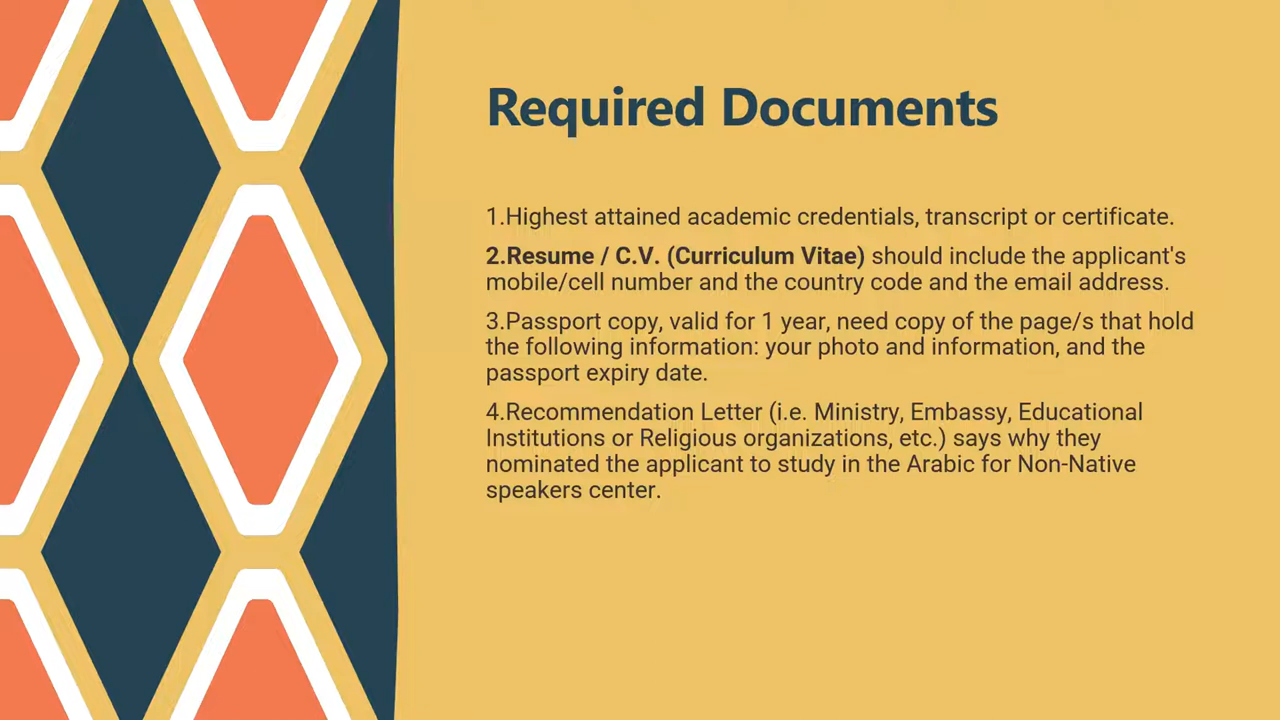 Required Documents
1.Highest attained academic credentials, transcript or certificate.
2.Resume / C.V. (Curriculum Vitae) should include the applicant's
mobile/cell number and the country code and the email address.
3.Passport copy, valid for 1 year, need copy of the page/s that hold
the following information: your photo and information, and the
passport expiry date.
4.Recommendation Letter (i.e. Ministry, Embassy, Educational
Institutions or Religious organizations, etc.) says why they
nominated the applicant to study in the Arabic for Non-Native
speakers center.